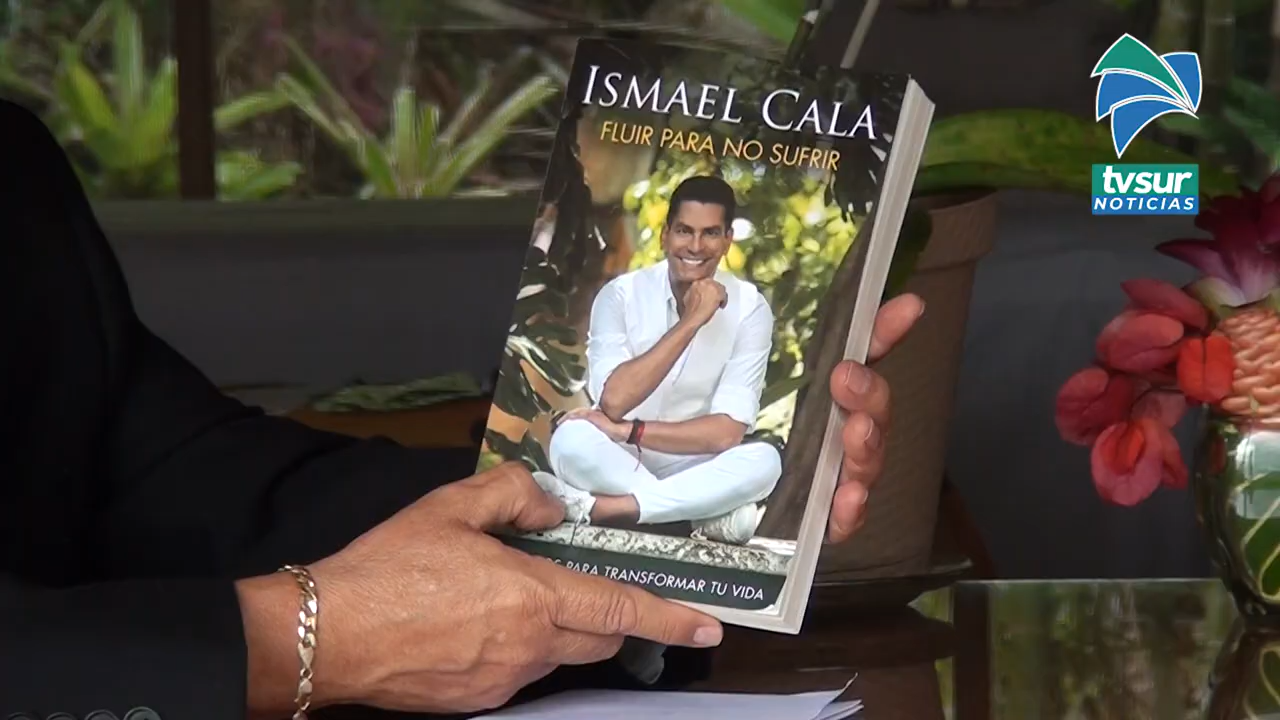 ISMAEL CALA
FLUIR PARA NO SUFRIR
PARA TRANSFORMAR TU VIDA
tvsur
NOTICIAS